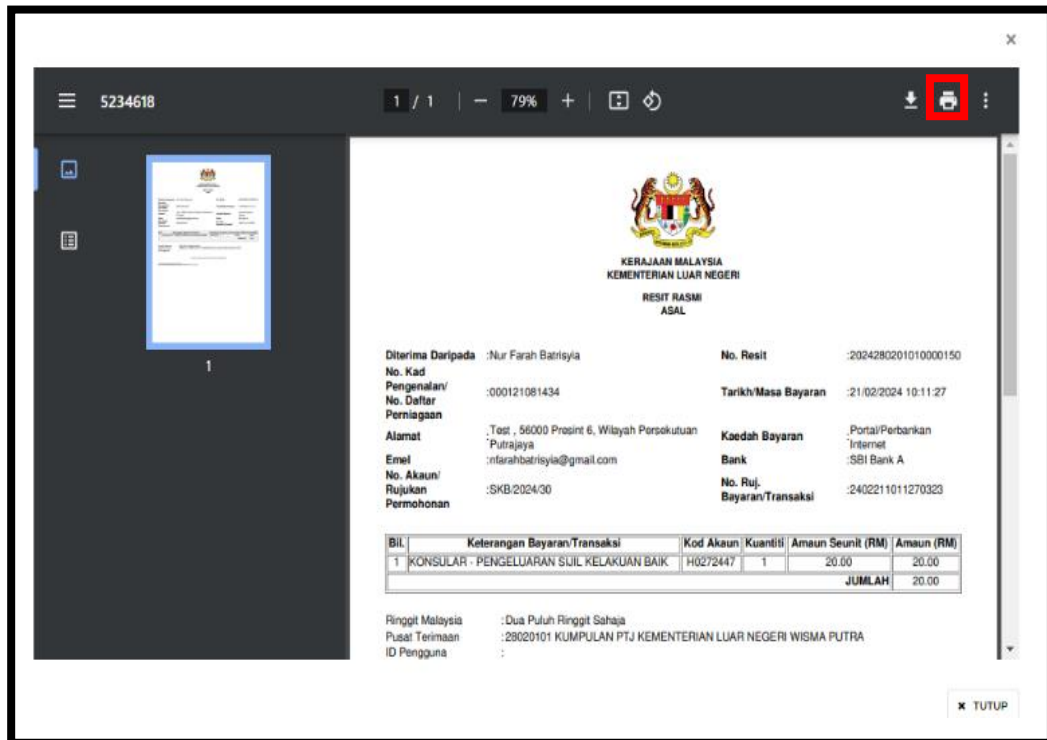 ×
5234618
1 / 1
79%
1
KERAJAAN MALAYSIA
KEMENTERIAN LUAR NEGERI
RESIT RASMI
ASAL
Diterima Daripada :Nur Farah Batrisyia No. Resit :2024280201010000150
No. Kad Pengenalan/ No. Daftar Perniagaan :000121081434 Tarikh/Masa Bayaran :21/02/2024 10:11:27
Alamat :Test , 56000 Presint 6, Wilayah Persekutuan Putrajaya Kaedah Bayaran :Portal/Perbankan Internet
Emel :nfarahbatrisyia@gmail.com Bank :SBI Bank A
No. Akaun/ Rujukan Permohonan :SKB/2024/30 No. Ruj. Bayaran/Transaksi :2402211011270323
Bil. Keterangan Bayaran/Transaksi Kod Akaun Kuantiti Amaun Seunit (RM) Amaun (RM)
1 KONSULAR - PENGELUARAN SIJIL KELAKUAN BAIK H0272447 1 20.00 20.00
JUMLAH 20.00
Ringgit Malaysia :Dua Puluh Ringgit Sahaja
Pusat Terimaan :28020101 KUMPULAN PTJ KEMENTERIAN LUAR NEGERI WISMA PUTRA
ID Pengguna :
× TUTUP